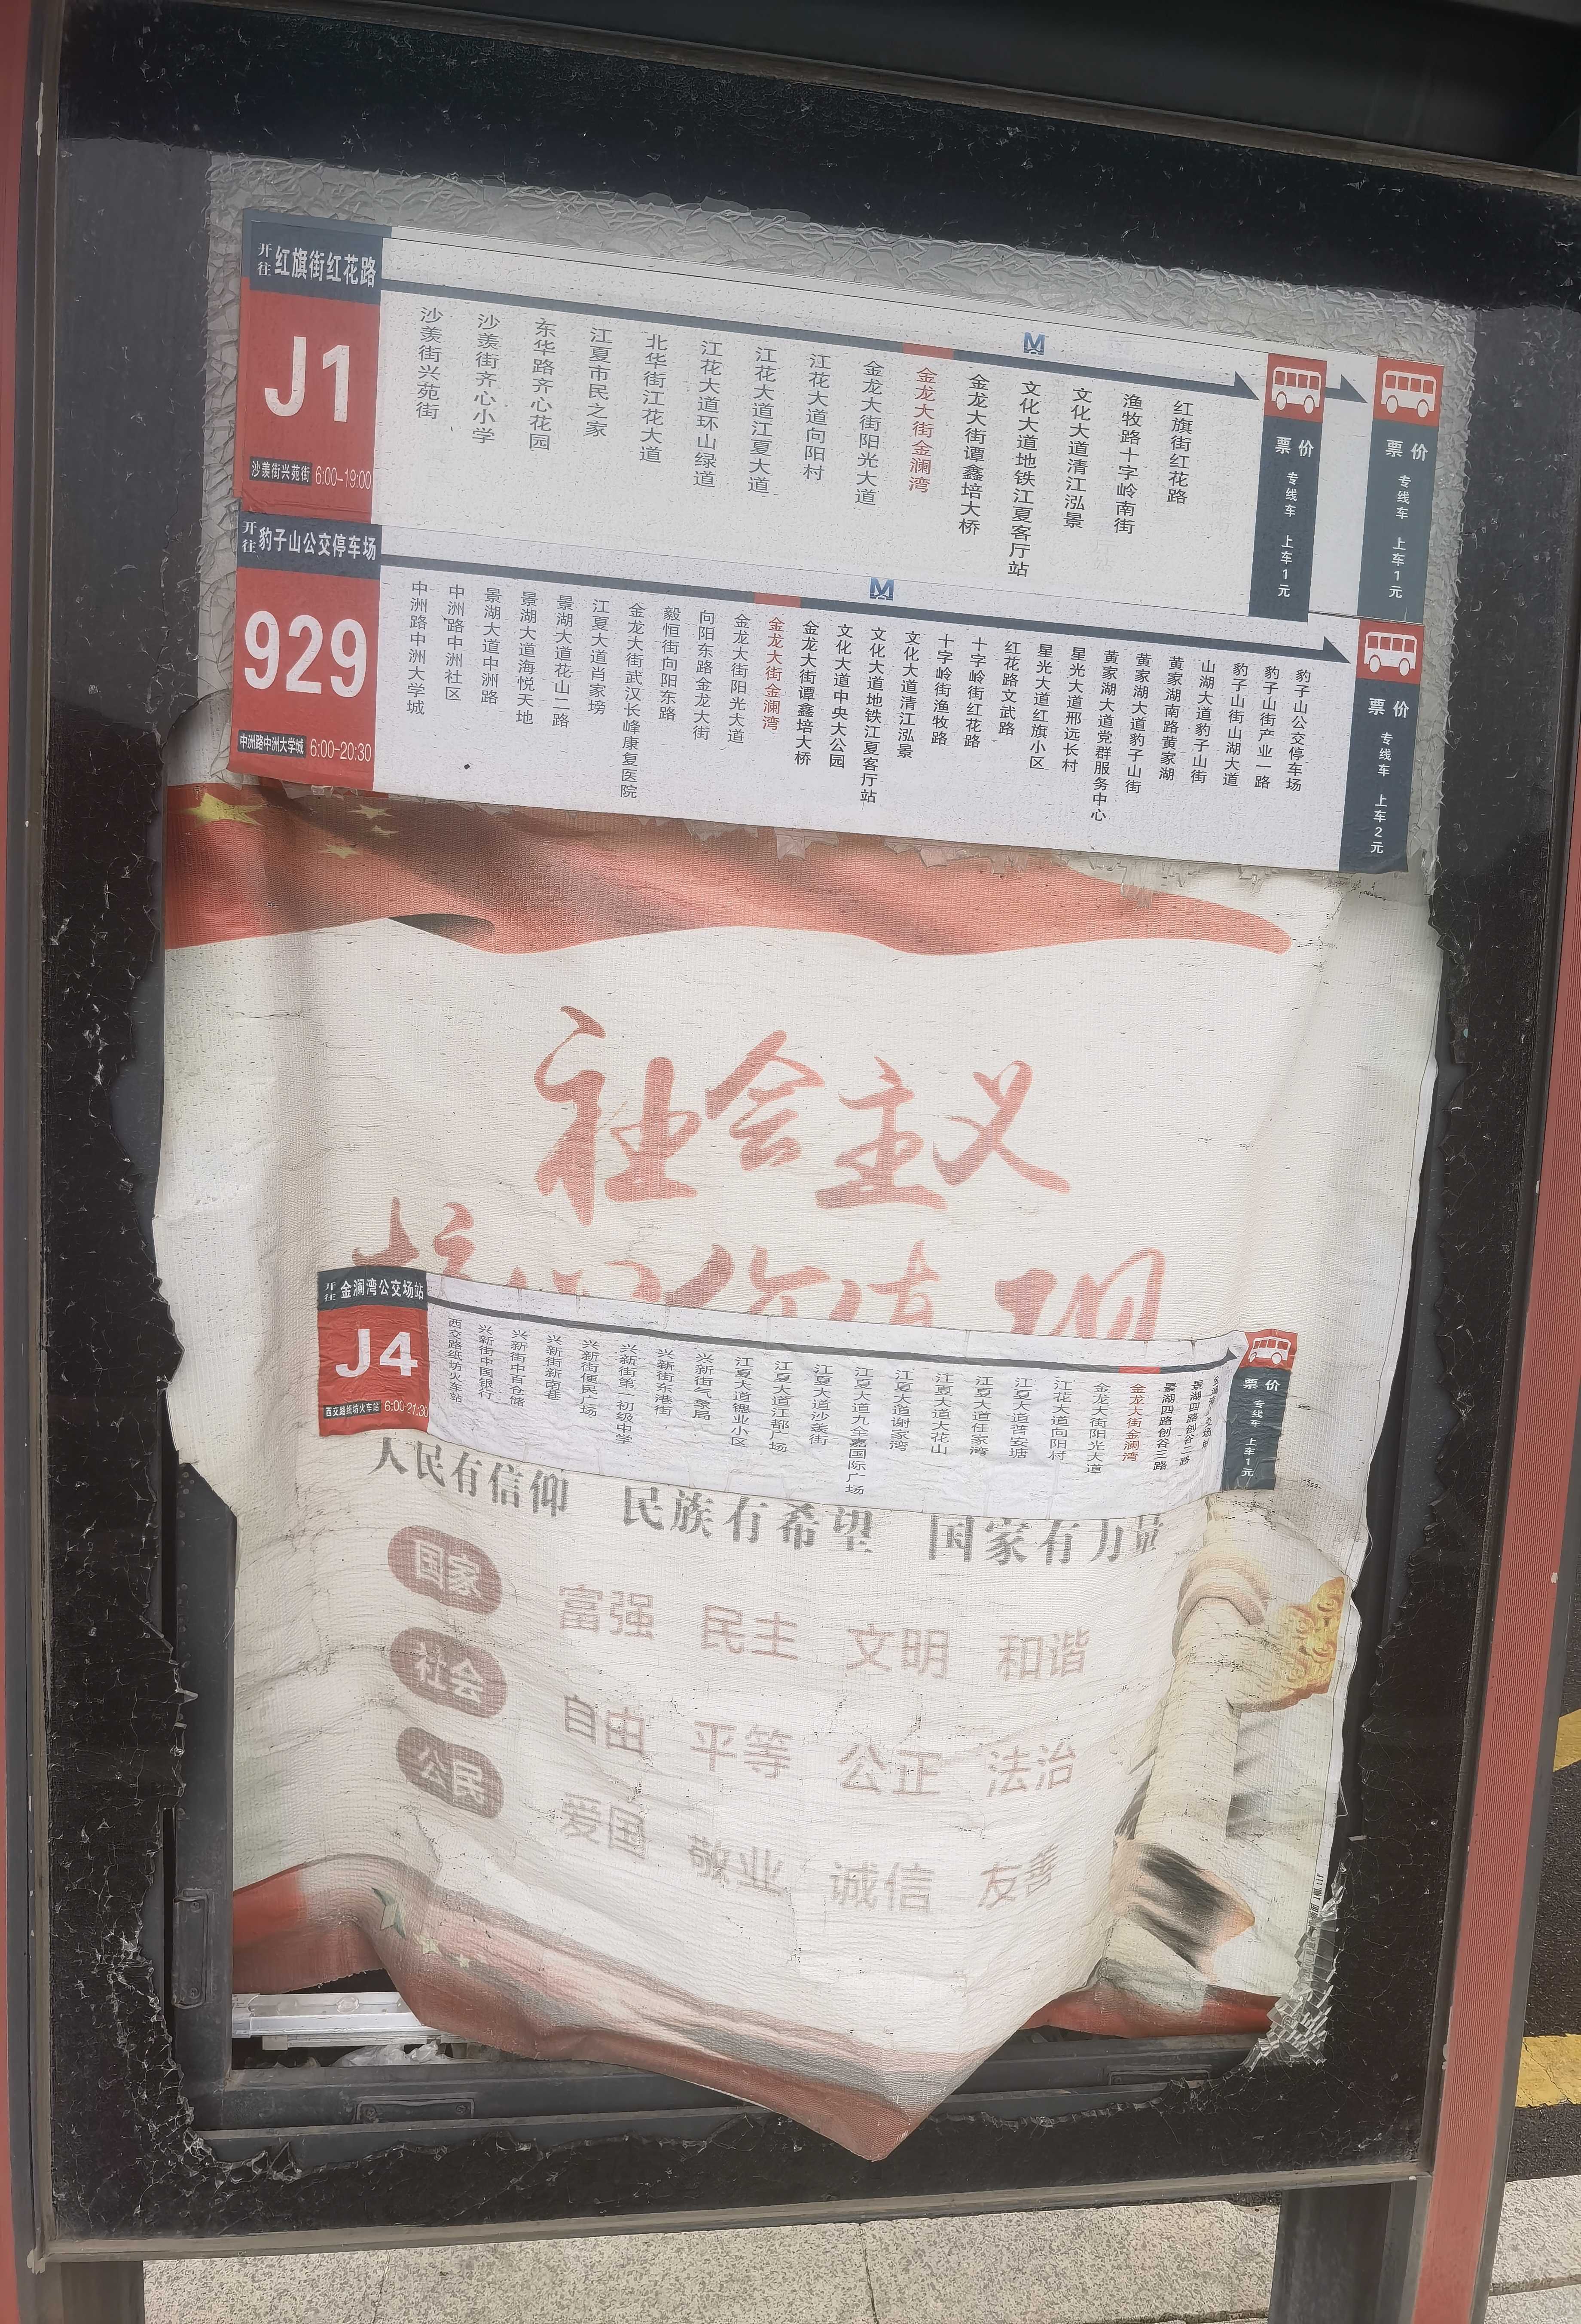 开往 红旗街红花路
J1
沙羡街兴苑街 6:00-19:00
沙羡街兴苑街
沙羡街齐心小学
东华路齐心花园
江夏市民之家
北华街江花大道
江花大道环山绿道
江花大道江夏大道
江花大道向阳村
金龙大街阳光大道
金龙大街金澜湾
金龙大街谭鑫培大桥
文化大道地铁江夏客厅站
文化大道清江泓景
渔牧路十字岭南街
红旗街红花路
票价
专线车 上车1元
票价
专线车 上车1元
开往 豹子山公交停车场
929
中洲路中洲大学城 6:00-20:30
中洲路中洲大学城
中洲路中洲社区
景湖大道中洲路
景湖大道海悦天地
景湖大道花山二路
江夏大道肖家塝
金龙大街武汉长峰康复医院
毅恒街向阳东路
向阳东路金龙大街
金龙大街阳光大道
金龙大街金澜湾
金龙大街谭鑫培大桥
文化大道中央大公园
文化大道地铁江夏客厅站
文化大道清江泓景
十字岭街渔牧路
十字岭街红花路
红花路文武路
星光大道红旗小区
星光大道邢远长村
黄家湖大道党群服务中心
黄家湖大道豹子山街
黄家湖南路黄家湖
山湖大道豹子山街
豹子山街山湖大道
豹子山街产业一路
豹子山公交停车场
票价
专线车 上车2元
社会主义
开往 金澜湾公交场站
J4
西交路纸坊火车站 6:00-21:30
西交路纸坊火车站
兴新街中国银行
兴新街中百仓储
兴新街新南巷
兴新街便民广场
兴新街第一初级中学
兴新街东港街
兴新街气象局
江夏大道锶业小区
江夏大道江都广场
江夏大道沙羡街
江夏大道九全嘉国际广场
江夏大道谢家湾
江夏大道大花山
江夏大道任家湾
江夏大道普安塘
江花大道向阳村
金龙大街阳光大道
金龙大街金澜湾
景湖四路创谷三路
景湖四路创谷二路
票价
专线车 上车1元
人民有信仰 民族有希望 国家有力量
国家 富强 民主 文明 和谐
社会 自由 平等 公正 法治
公民 爱国 敬业 诚信 友善